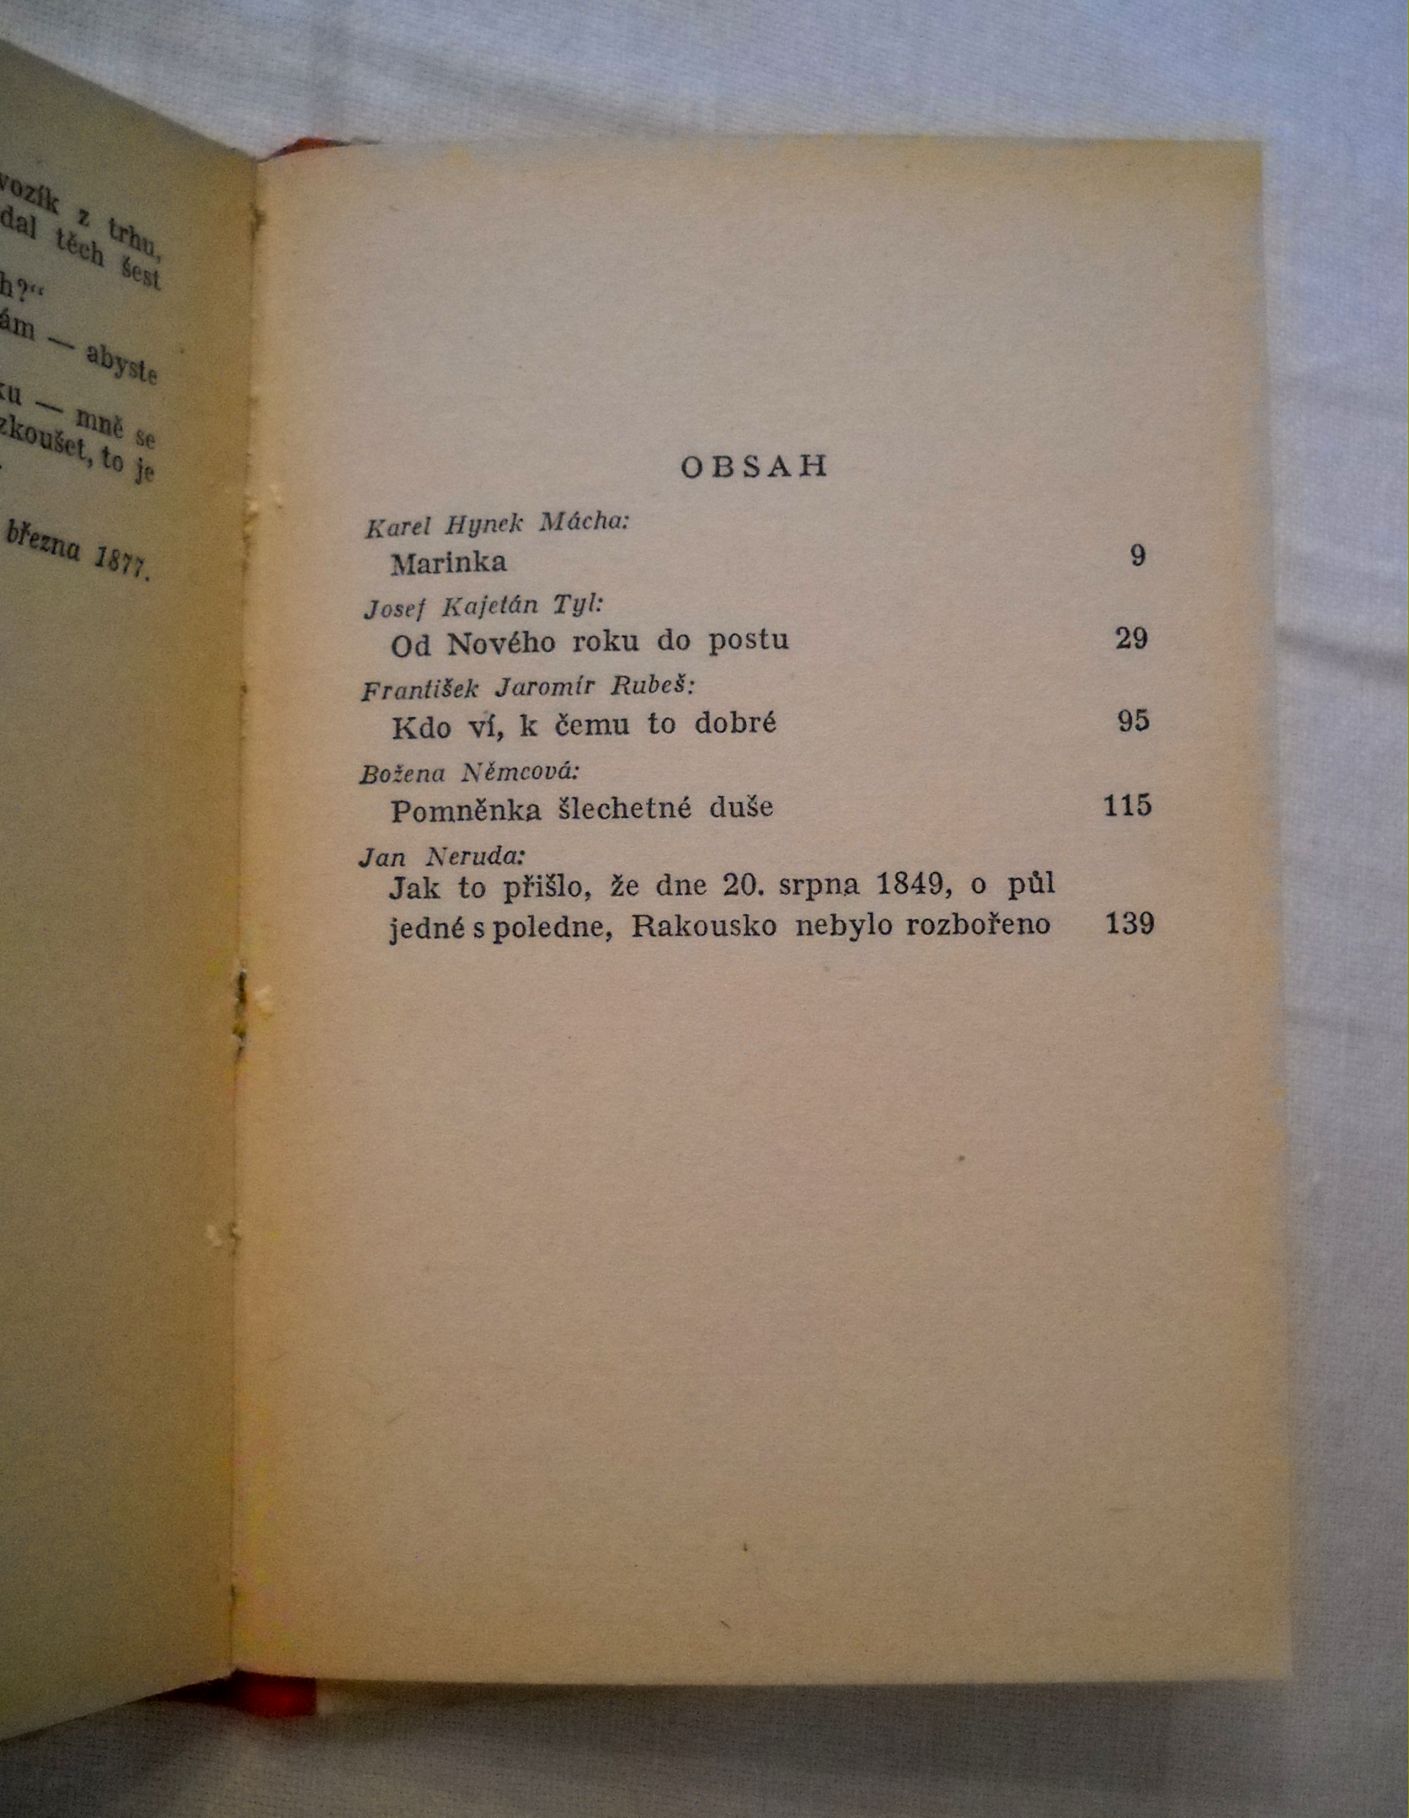 vozík z trhu,
dal těch šest
h?“
ám — abyste
ku — mně se
zkoušet, to je
března 1877.
OBSAH
Karel Hynek Mácha:
Marinka 9
Josef Kajetán Tyl:
Od Nového roku do postu 29
František Jaromír Rubeš:
Kdo ví, k čemu to dobré 95
Božena Němcová:
Pomněnka šlechetné duše 115
Jan Neruda:
Jak to přišlo, že dne 20. srpna 1849, o půl
jedné s poledne, Rakousko nebylo rozbořeno 139